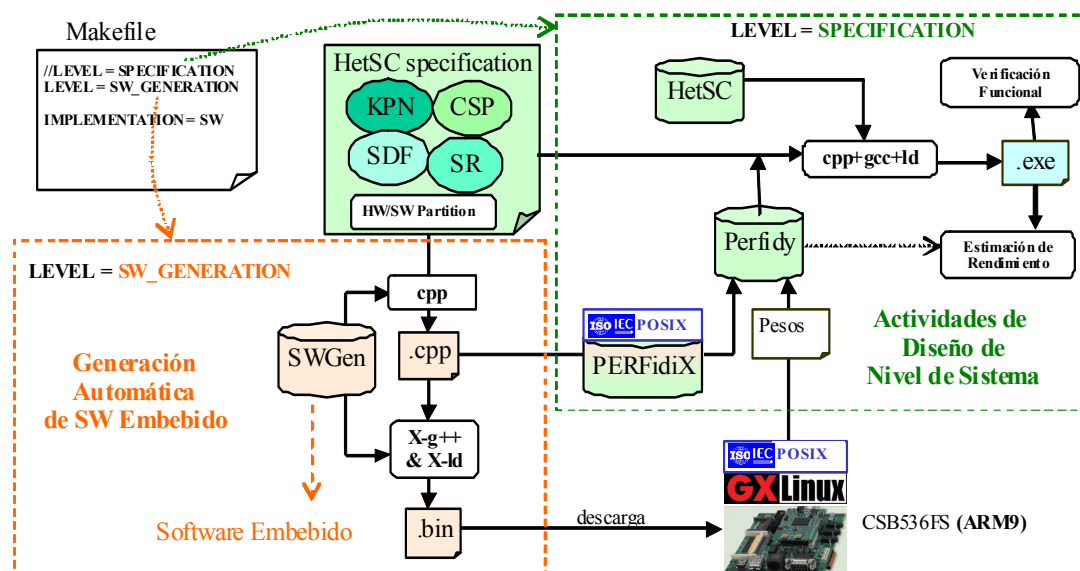 Makefile
//LEVEL = SPECIFICATION
LEVEL = SW_GENERATION
IMPLEMENTATION = SW
HetSC specification
KPN
CSP
SDF
SR
HW/SW Partition
LEVEL = SPECIFICATION
HetSC
Verificación
Funcional
cpp+gcc+ld
.exe
Perfidy
Estimación de
Rendimiento
ISO IEC POSIX
PERFidiX
Pesos
Actividades de
Diseño de
Nivel de Sistema
LEVEL = SW_GENERATION
cpp
SWGen
.cpp
Generación
Automática
de SW Embebido
X-g++
& X-ld
Software Embebido
.bin
descarga
ISO IEC POSIX
GXLinux
CSB536FS (ARM9)